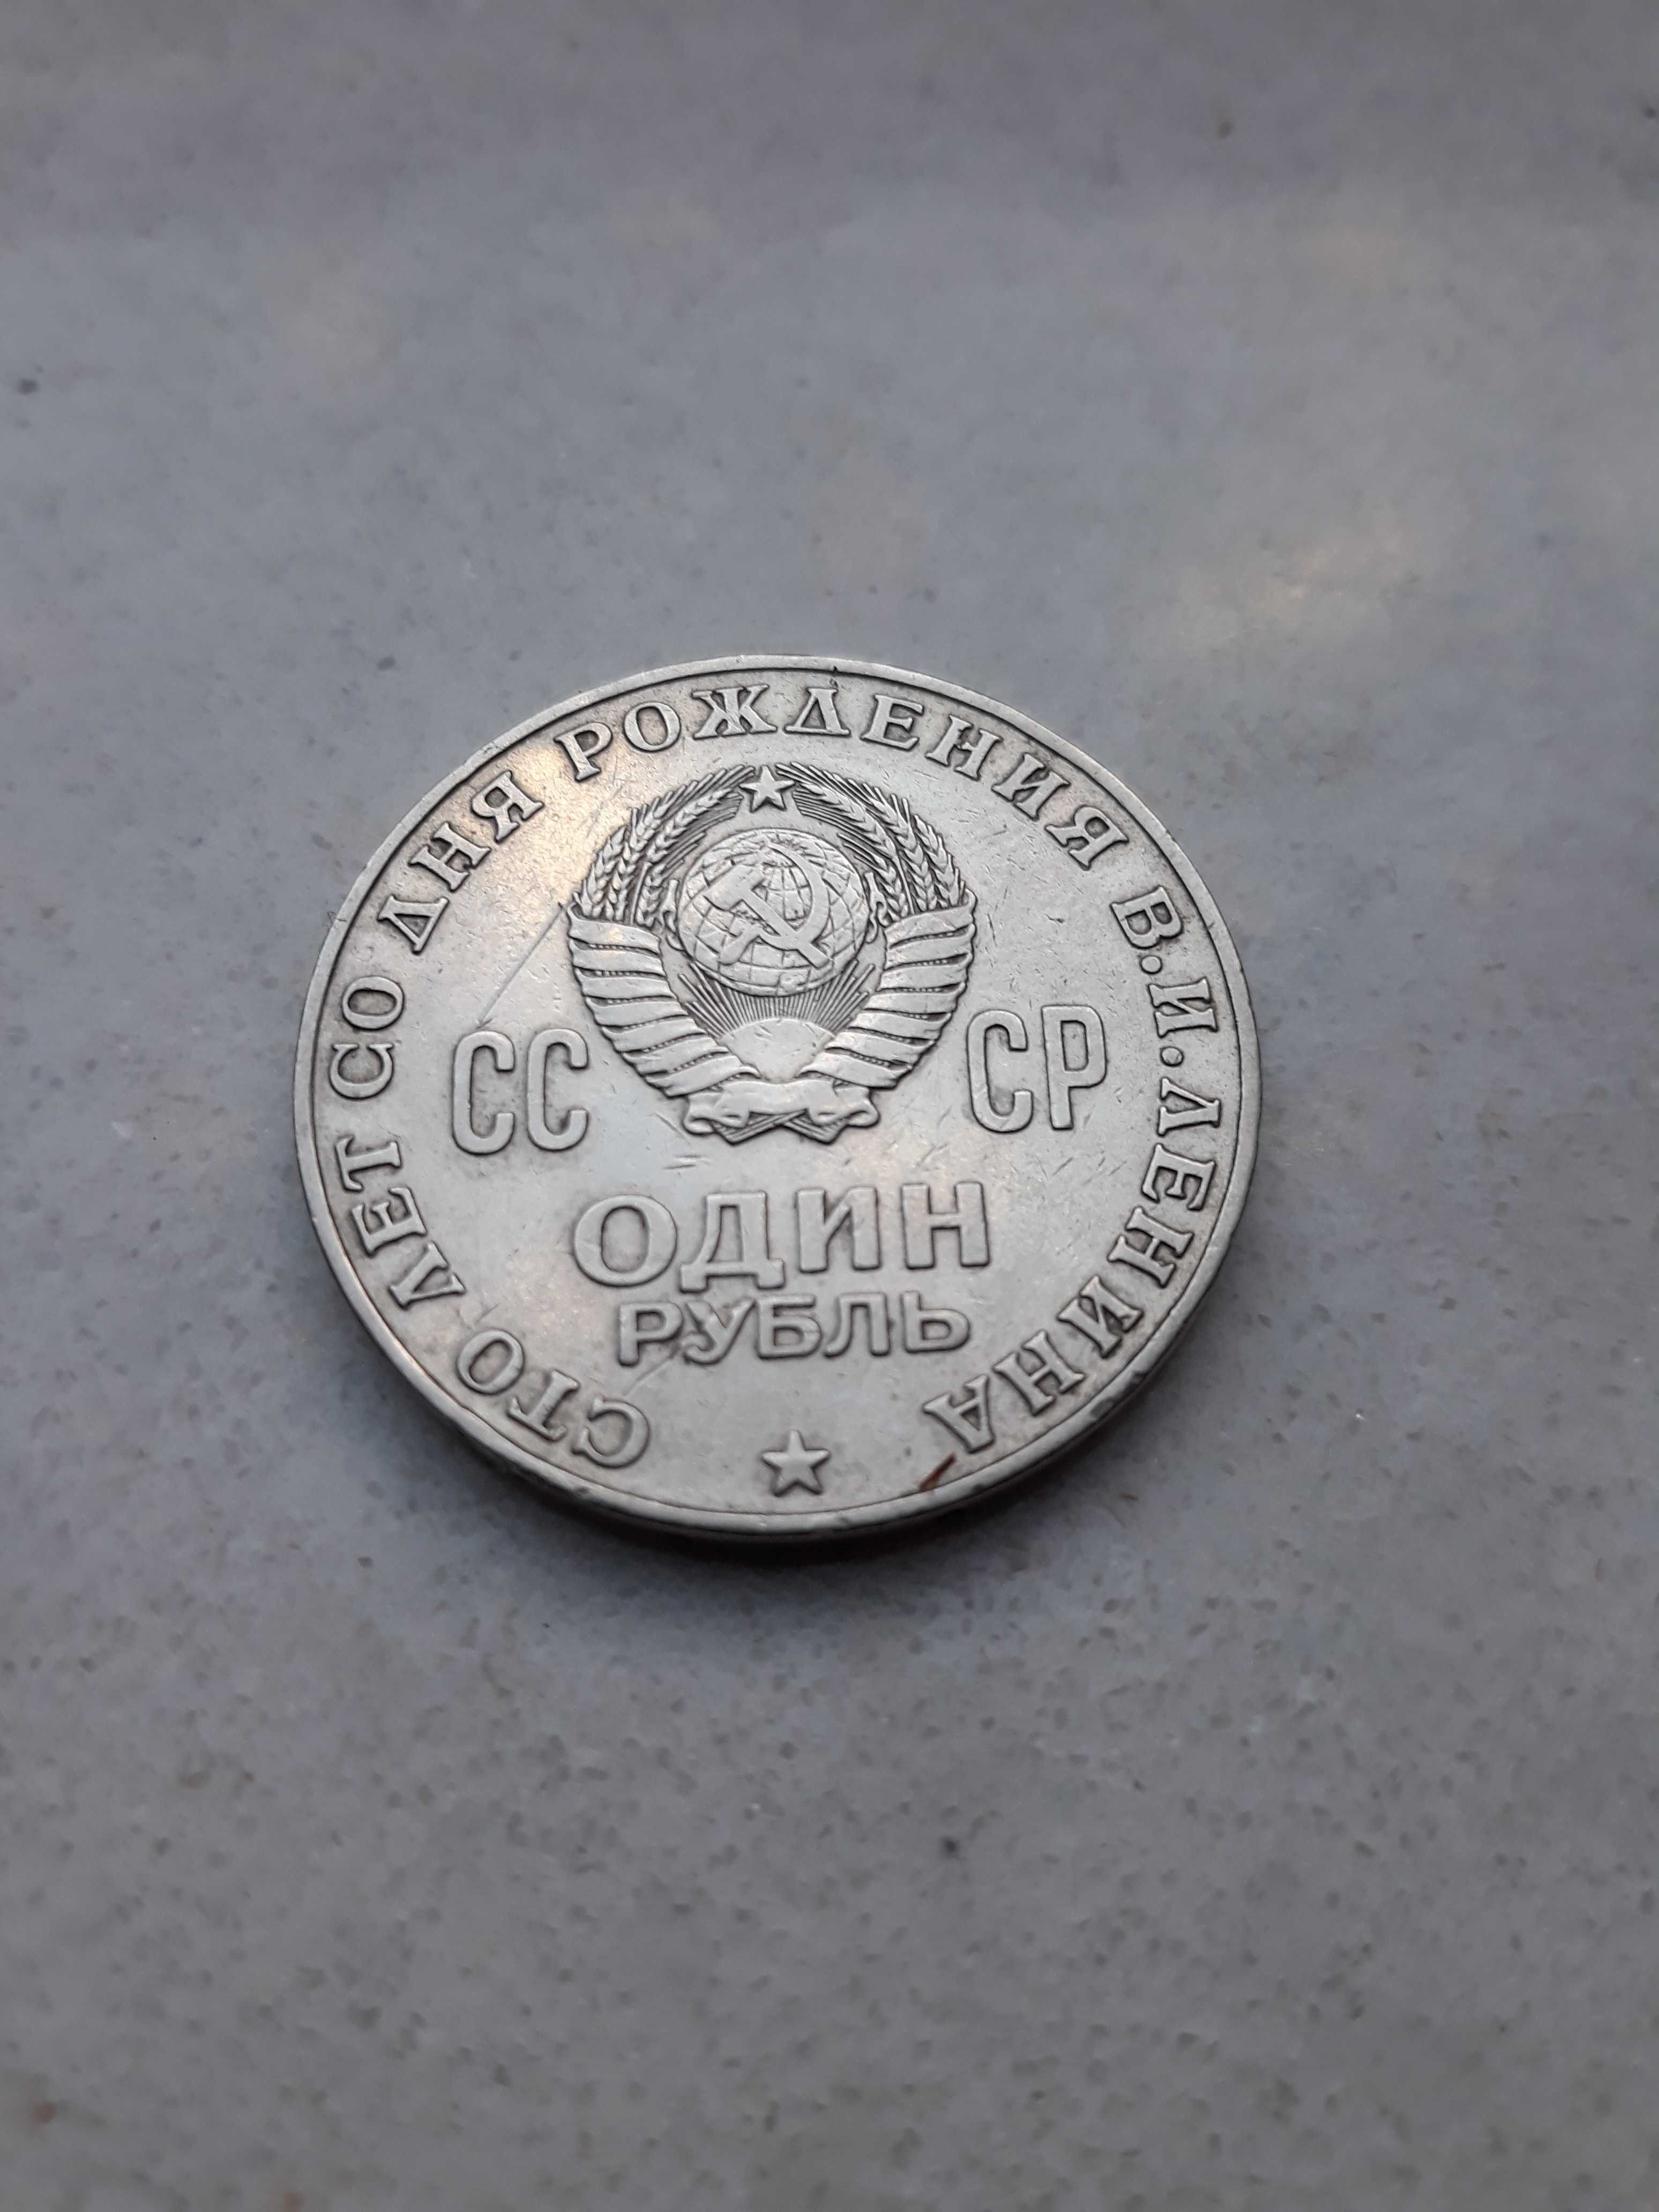 СТО ЛЕТ СО ДНЯ РОЖДЕНИЯ В.И.ЛЕНИНА
СС СР
ОДИН
РУБЛЬ